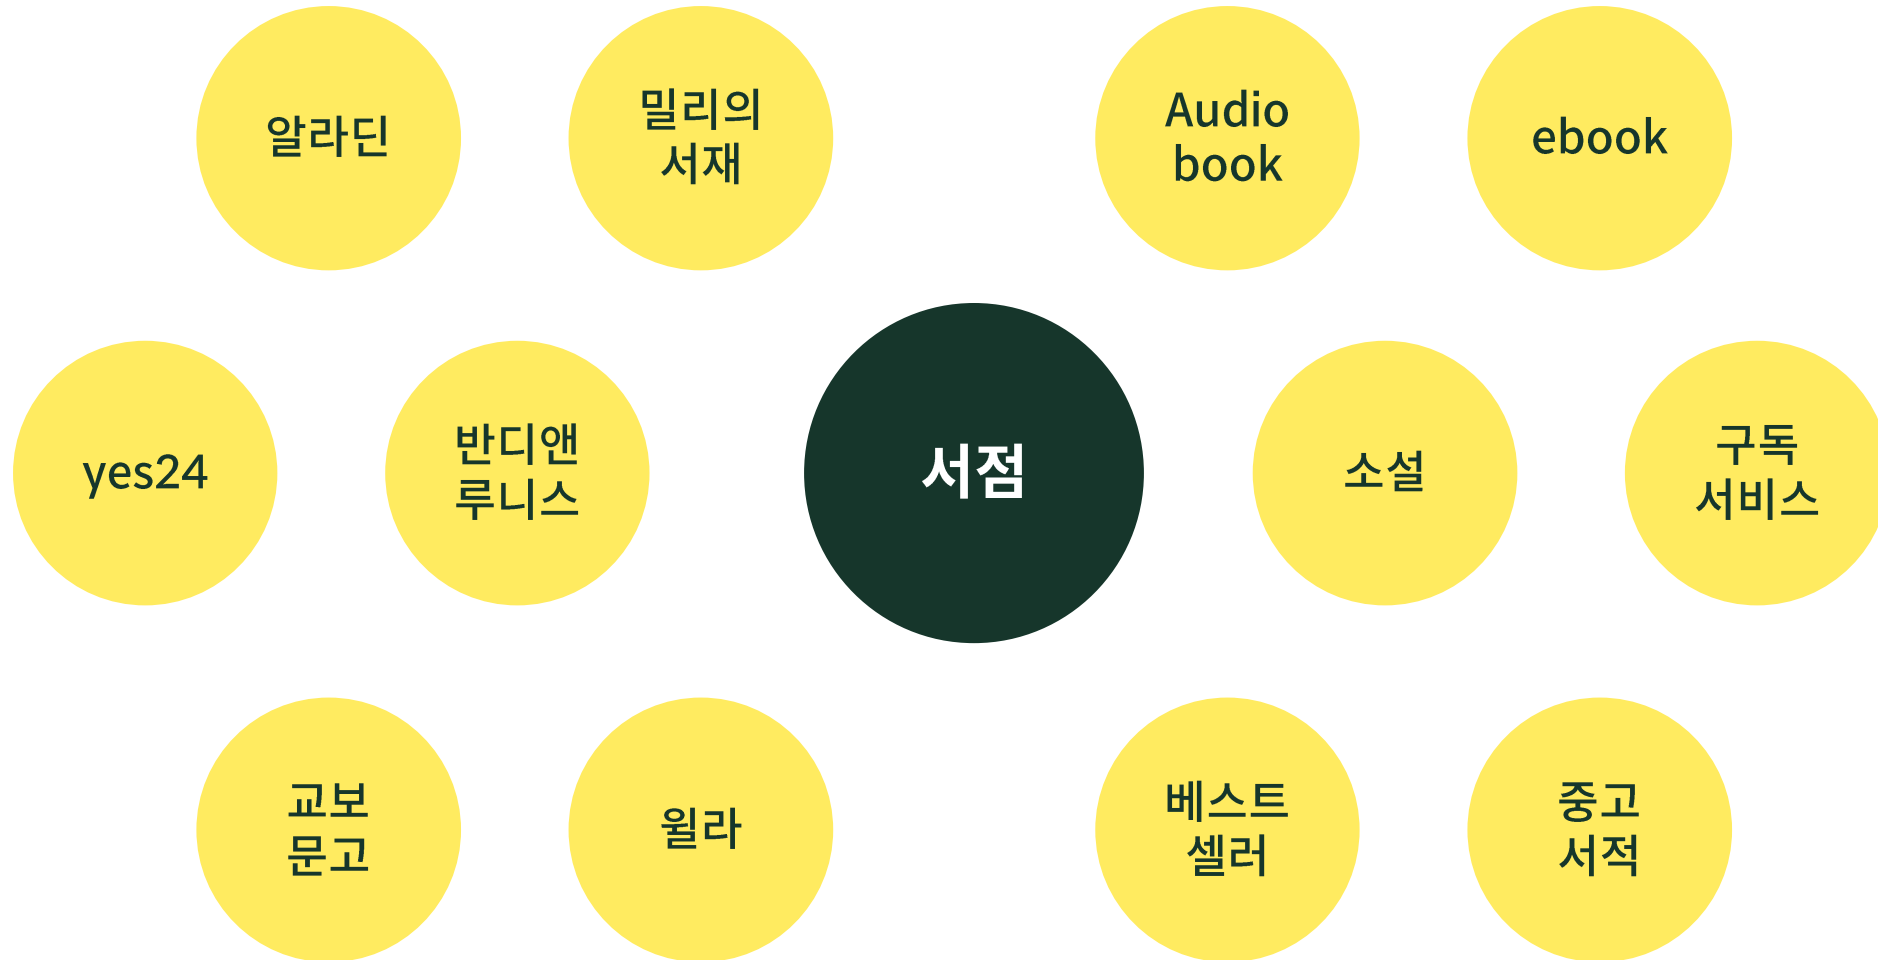 알라딘
밀리의
서재
Audio
book
ebook
yes24
반디앤
루니스
서점
소설
구독
서비스
교보
문고
윌라
베스트
셀러
중고
서적